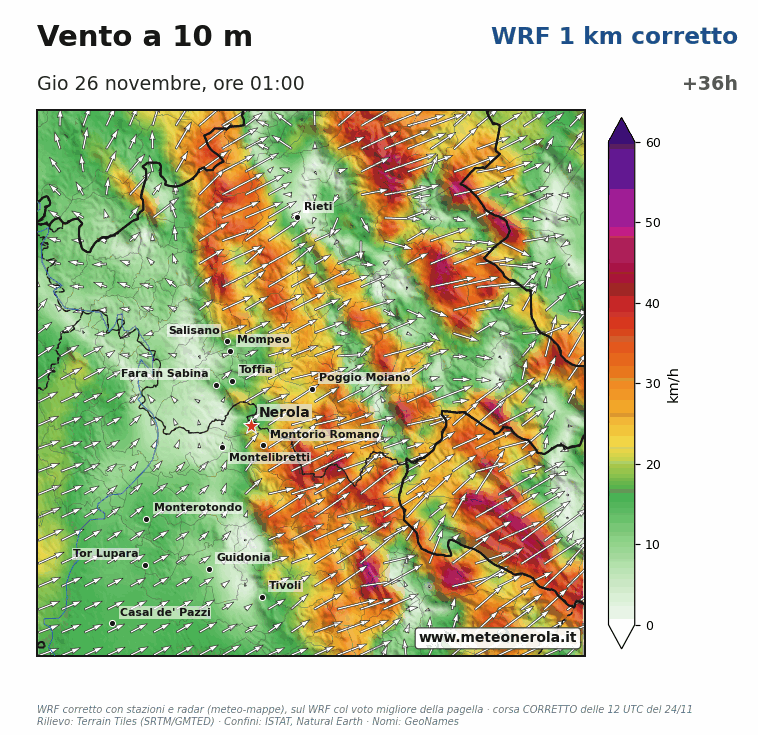 Vento a 10 m
WRF 1 km corretto
Gio 26 novembre, ore 01:00
+36h
Rieti
Salisano
Mompeo
Fara in Sabina
Toffia
Poggio Moiano
Nerola
Montorio Romano
Montelibretti
Monterotondo
Tor Lupara
Guidonia
Tivoli
Casal de' Pazzi
www.meteonerola.it
60
50
40
30
20
10
0
km/h
WRF corretto con stazioni e radar (meteo-mappe), sul WRF col voto migliore della pagella · corsa CORRETTO delle 12 UTC del 24/11
Rilievo: Terrain Tiles (SRTM/GMTED) · Confini: ISTAT, Natural Earth · Nomi: GeoNames